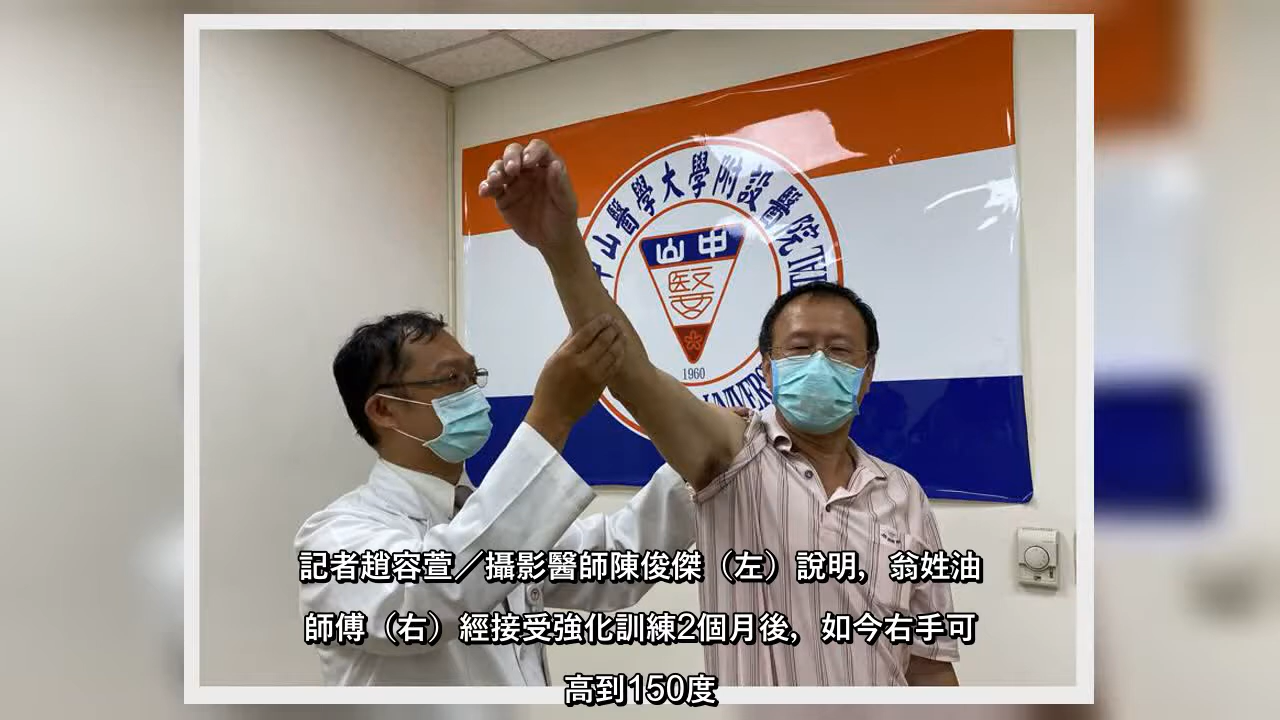 中山醫學大學附設醫院
山中
醫
1960
記者趙容萱／攝影醫師陳俊傑（左）說明，翁姓油
師傅（右）經接受強化訓練2個月後，如今右手可
高到150度